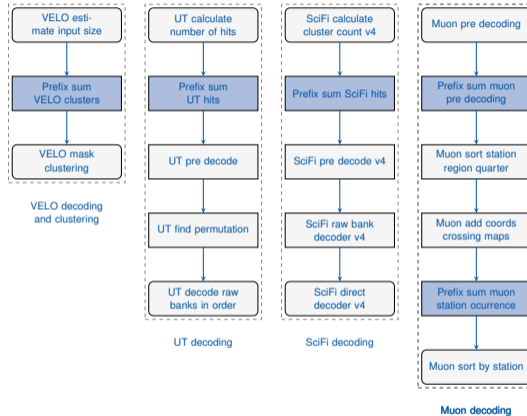 VELO esti-
mate input size
Prefix sum
VELO clusters
VELO mask
clustering
VELO decoding
and clustering
UT calculate
number of hits
Prefix sum
UT hits
UT pre decode
UT find permutation
UT decode raw
banks in order
UT decoding
SciFi calculate
cluster count v4
Prefix sum SciFi hits
SciFi pre decode v4
SciFi raw bank
decoder v4
SciFi direct
decoder v4
SciFi decoding
Muon pre decoding
Prefix sum muon
pre decoding
Muon sort station
region quarter
Muon add coords
crossing maps
Prefix sum muon
station ocurrence
Muon sort by station
Muon decoding